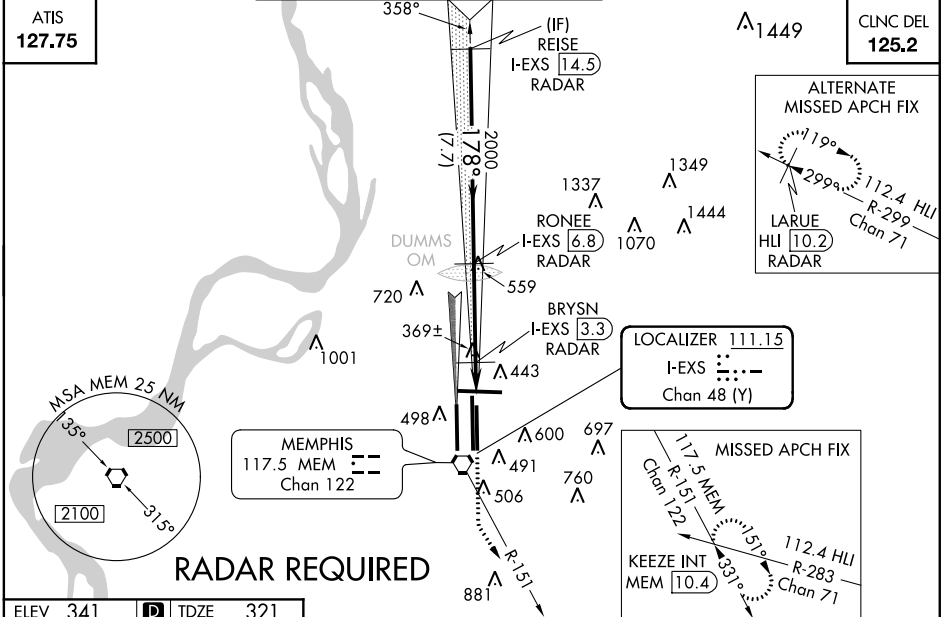 ATIS
127.75
358°
(IF)
REISE
I-EXS 14.5
RADAR
1449
CLNC DEL
125.2
ALTERNATE
MISSED APCH FIX
119°
299°
112.4 HLI
R-299
Chan 71
LARUE
HLI 10.2
RADAR
2000
178°
(7.7)
1349
1337
1444
1070
RONEE
I-EXS 6.8
RADAR
DUMMS
OM
559
720
BRYSN
I-EXS 3.3
RADAR
369±
1001
443
LOCALIZER 111.15
I-EXS
Chan 48 (Y)
MSA MEM 25 NM
35°
2500
2100
315°
498
600
697
491
MEMPHIS
117.5 MEM
Chan 122
506
760
MISSED APCH FIX
117.5 MEM
R-151
Chan 122
151°
331°
112.4 HLI
R-283
Chan 71
KEEZE INT
MEM 10.4
RADAR REQUIRED
R-151
881
ELEV 341 D TDZE 321